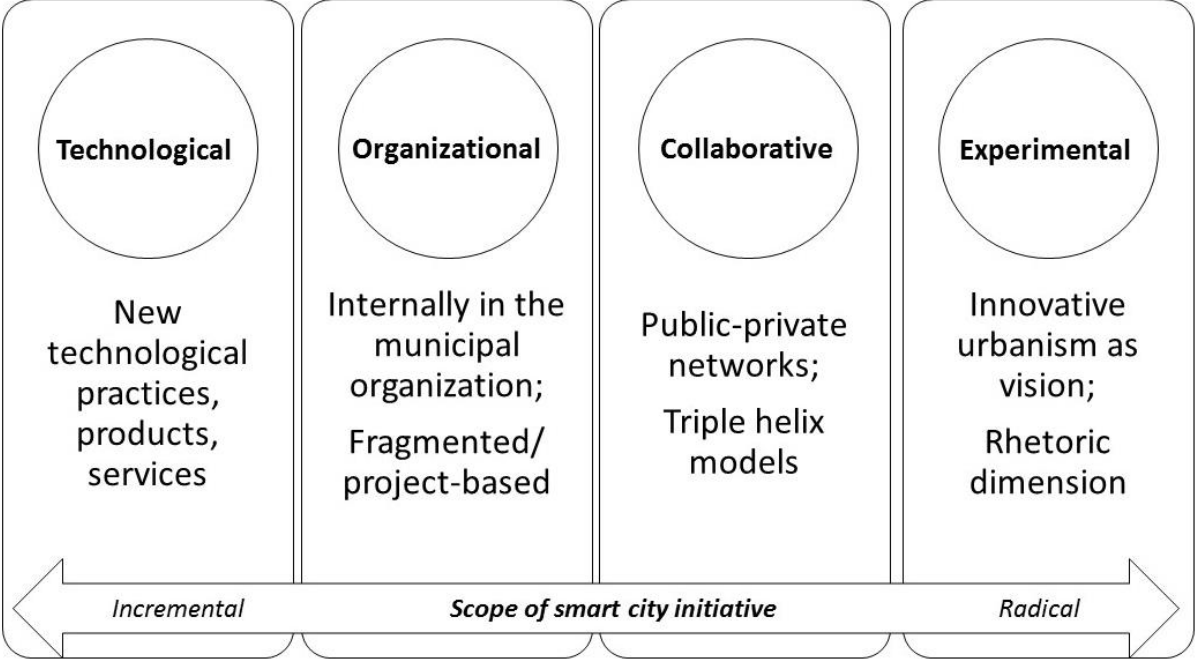 Technological
New
technological
practices,
products,
services
Organizational
Internally in the
municipal
organization;
Fragmented/
project-based
Collaborative
Public-private
networks;
Triple helix
models
Experimental
Innovative
urbanism as
vision;
Rhetoric
dimension
Incremental
Scope of smart city initiative
Radical